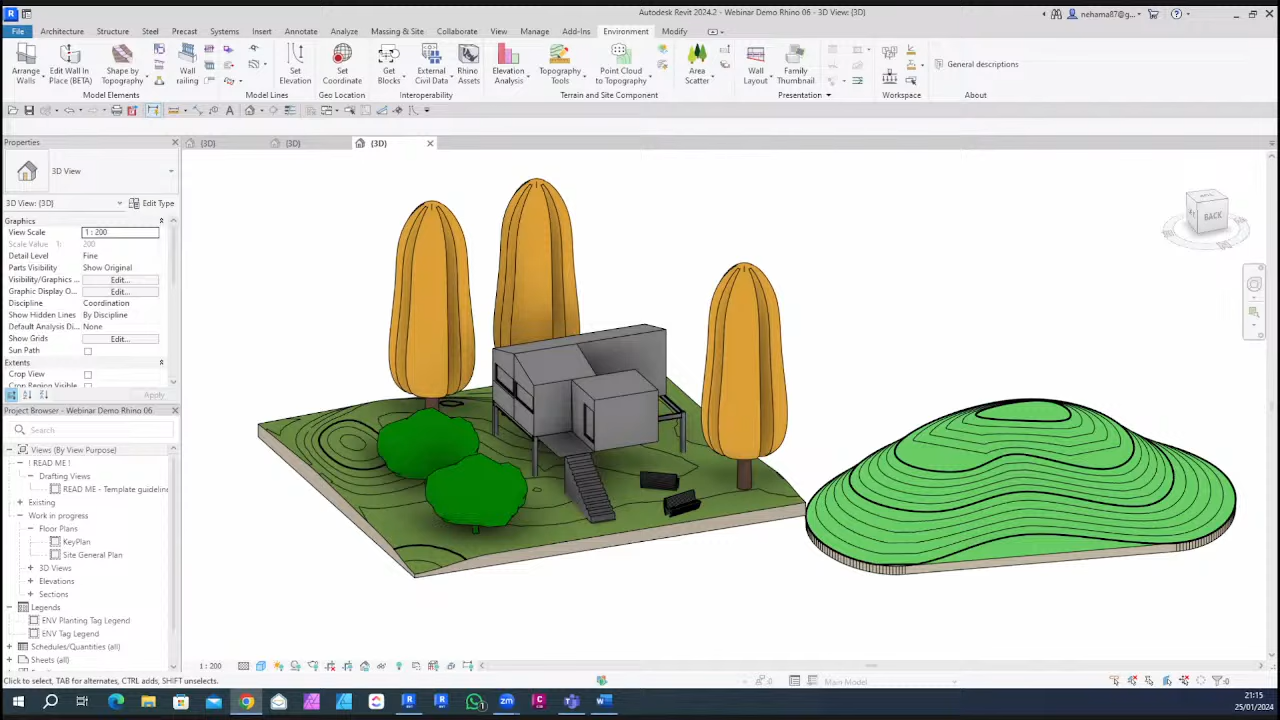 Autodesk Revit 2024.2 - Webinar Demo Rhino 06 - 3D View: {3D}
nehama87@g...
File Architecture Structure Steel Precast Systems Insert Annotate Analyze Massing & Site Collaborate View Manage Add-Ins Environment Modify
Arrange Walls
Edit Wall In Place (BETA)
Shape by Topography
Wall railing
Set Elevation
Set Coordinate
Get Blocks
External Civil Data
Rhino Assets
Elevation Analysis
Topography Tools
Point Cloud to Topography
Area Scatter
Wall Layout
Family Thumbnail
General descriptions
Model Elements Model Lines Geo Location Interoperability Terrain and Site Component Presentation Workspace About
Properties
{3D} {3D} {3D}
3D View
3D View: {3D} Edit Type
Graphics
View Scale 1 : 200
Scale Value 1: 200
Detail Level Fine
Parts Visibility Show Original
Visibility/Graphics ... Edit...
Graphic Display O... Edit...
Discipline Coordination
Show Hidden Lines By Discipline
Default Analysis Di... None
Show Grids Edit...
Sun Path
Extents
Crop View
Crop Region Visible
Apply
Project Browser - Webinar Demo Rhino 06
Search
Views (By View Purpose)
! READ ME !
Drafting Views
READ ME - Template guidelin
Existing
Work in progress
Floor Plans
KeyPlan
Site General Plan
3D Views
Elevations
Sections
Legends
ENV Planting Tag Legend
ENV Tag Legend
Schedules/Quantities (all)
Sheets (all)
BACK
1 : 200
Click to select, TAB for alternates, CTRL adds, SHIFT unselects.
:0
Main Model
:0
21:15
25/01/2024